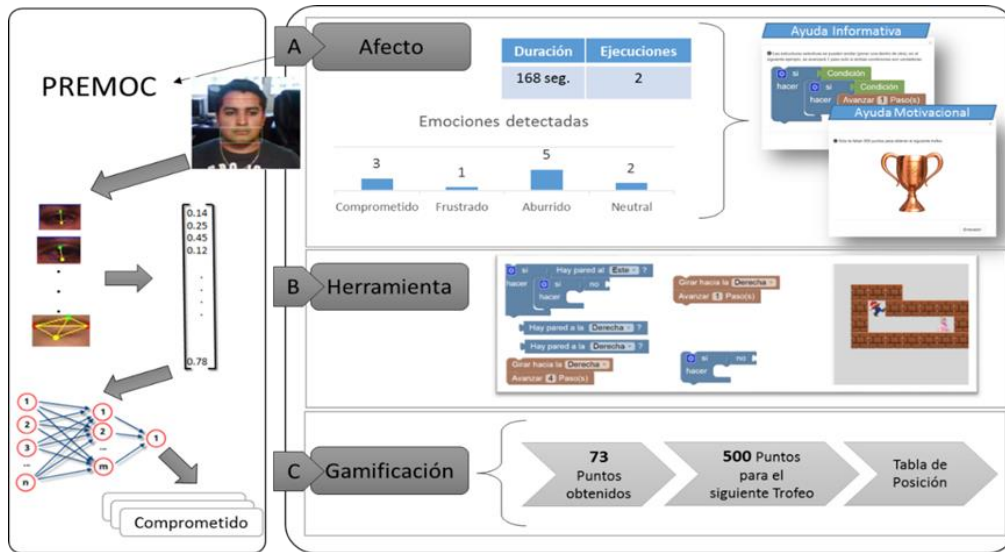 PREMOC
0.14
0.25
0.45
0.12
.
.
.
.
.
0.78
1
2
3
...
n
1
2
...
m
1
Comprometido
A
Afecto
Duración
Ejecuciones
168 seg.
2
Emociones detectadas
3
1
5
2
Comprometido
Frustrado
Aburrido
Neutral
Ayuda Informativa
si
Condición
hacer
si
Condición
hacer
Avanzar 1 Paso(s)
Ayuda Motivacional
B
Herramienta
si
Hay pared al Este ?
hacer
si
no
hacer
Hay pared a la Derecha ?
Hay pared a la Derecha ?
Girar hacia la Derecha
Avanzar 4 Paso(s)
Girar hacia la Derecha
Avanzar 1 Paso(s)
si
no
hacer
C
Gamificación
73
Puntos
obtenidos
500 Puntos
para el
siguiente Trofeo
Tabla de
Posición